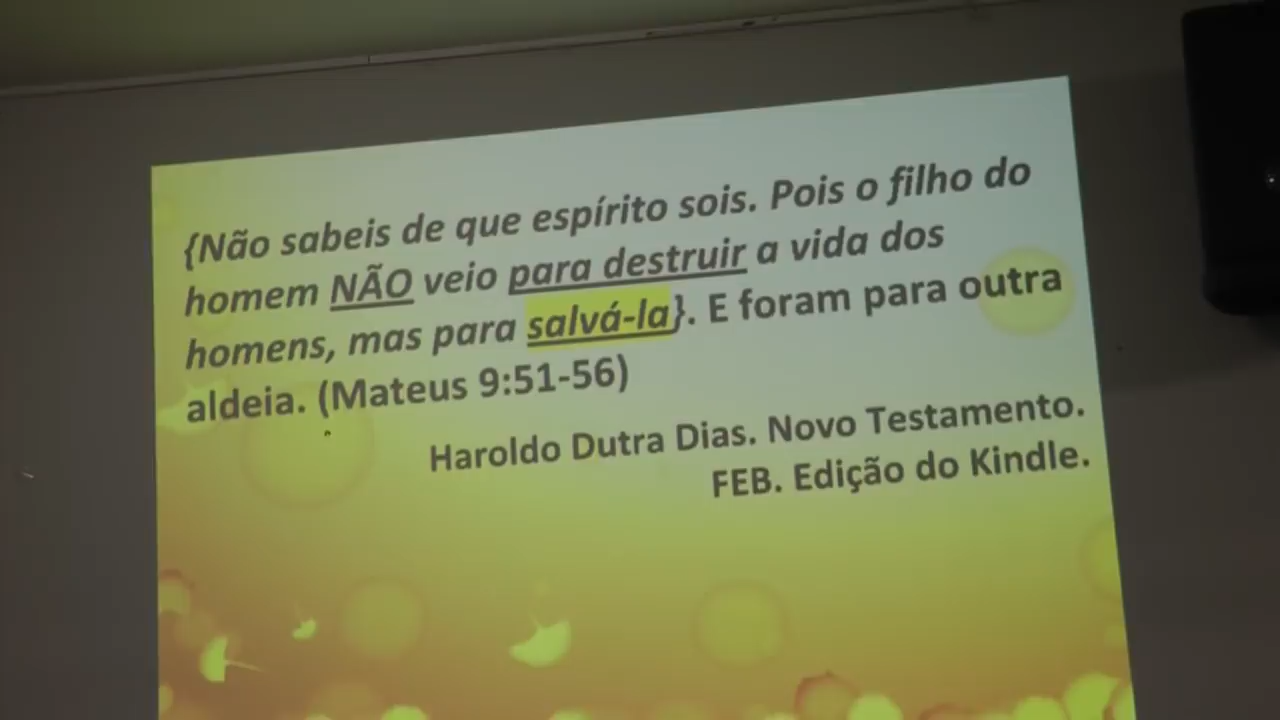 {Não sabeis de que espírito sois. Pois o filho do
homem NÃO veio para destruir a vida dos
homens, mas para salvá-la}. E foram para outra
aldeia. (Mateus 9:51-56)
Haroldo Dutra Dias. Novo Testamento.
FEB. Edição do Kindle.